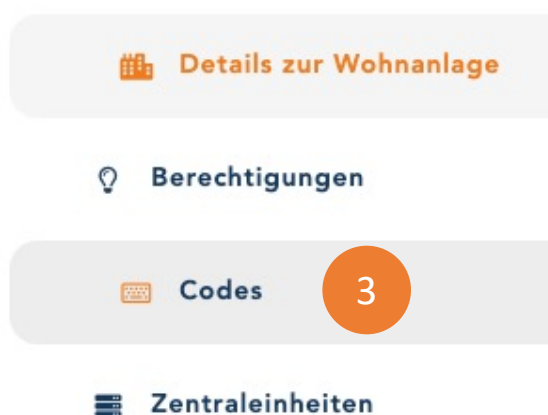 Details zur Wohnanlage
Berechtigungen
Codes 3
Zentraleinheiten